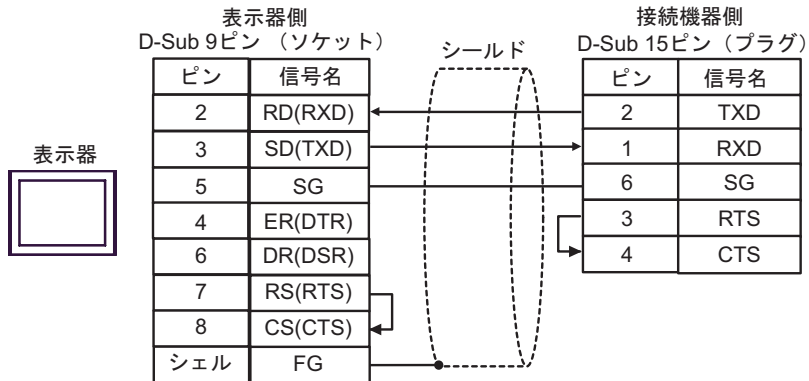 表示器側
D-Sub 9ピン （ソケット）
シールド
接続機器側
D-Sub 15ピン（プラグ）
ピン 信号名
2 RD(RXD)
3 SD(TXD)
5 SG
4 ER(DTR)
6 DR(DSR)
7 RS(RTS)
8 CS(CTS)
シェル FG
ピン 信号名
2 TXD
1 RXD
6 SG
3 RTS
4 CTS
表示器